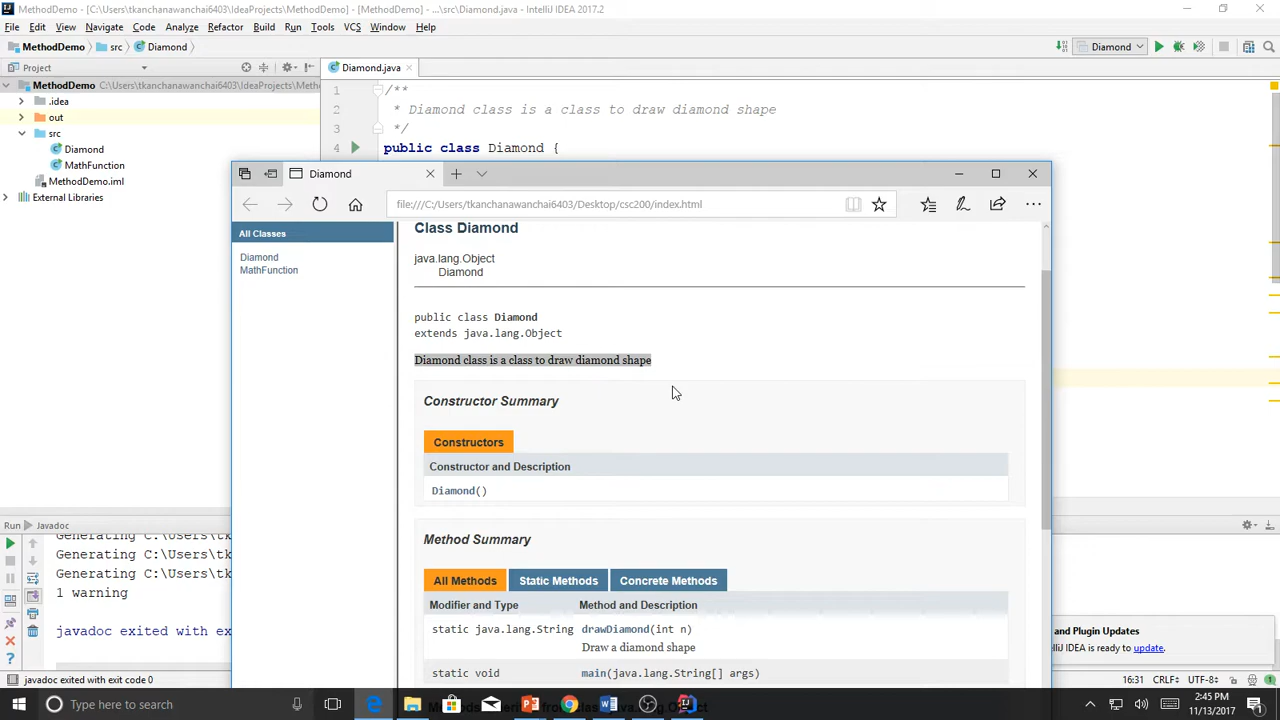 MethodDemo - [C:\Users\tkanchanawanchai6403\IdeaProjects\MethodDemo] - [MethodDemo] - ...\src\Diamond.java - IntelliJ IDEA 2017.2
File Edit View Navigate Code Analyze Refactor Build Run Tools VCS Window Help
MethodDemo src Diamond
Diamond
Project
Diamond.java
MethodDemo C:\Users\tkanchanawanchai6403\IdeaProjects\Metho
.idea
out
src
Diamond
MathFunction
MethodDemo.iml
External Libraries
1 /**
2 * Diamond class is a class to draw diamond shape
3 */
4 public class Diamond {
Diamond
file:///C:/Users/tkanchanawanchai6403/Desktop/csc200/index.html
All Classes
Diamond
MathFunction
Class Diamond
java.lang.Object
Diamond
public class Diamond
extends java.lang.Object
Diamond class is a class to draw diamond shape
Constructor Summary
Constructors
Constructor and Description
Diamond()
Method Summary
All Methods Static Methods Concrete Methods
Modifier and Type Method and Description
static java.lang.String drawDiamond(int n)
Draw a diamond shape
static void main(java.lang.String[] args)
Run Javadoc
Generating C:\Users\tk
Generating C:\Users\tk
Generating C:\Users\tk
1 warning
javadoc exited with ex
and Plugin Updates
IntelliJ IDEA is ready to update.
javadoc exited with exit code 0
16:31 CRLF÷ UTF-8÷
Type here to search
2:45 PM
11/13/2017